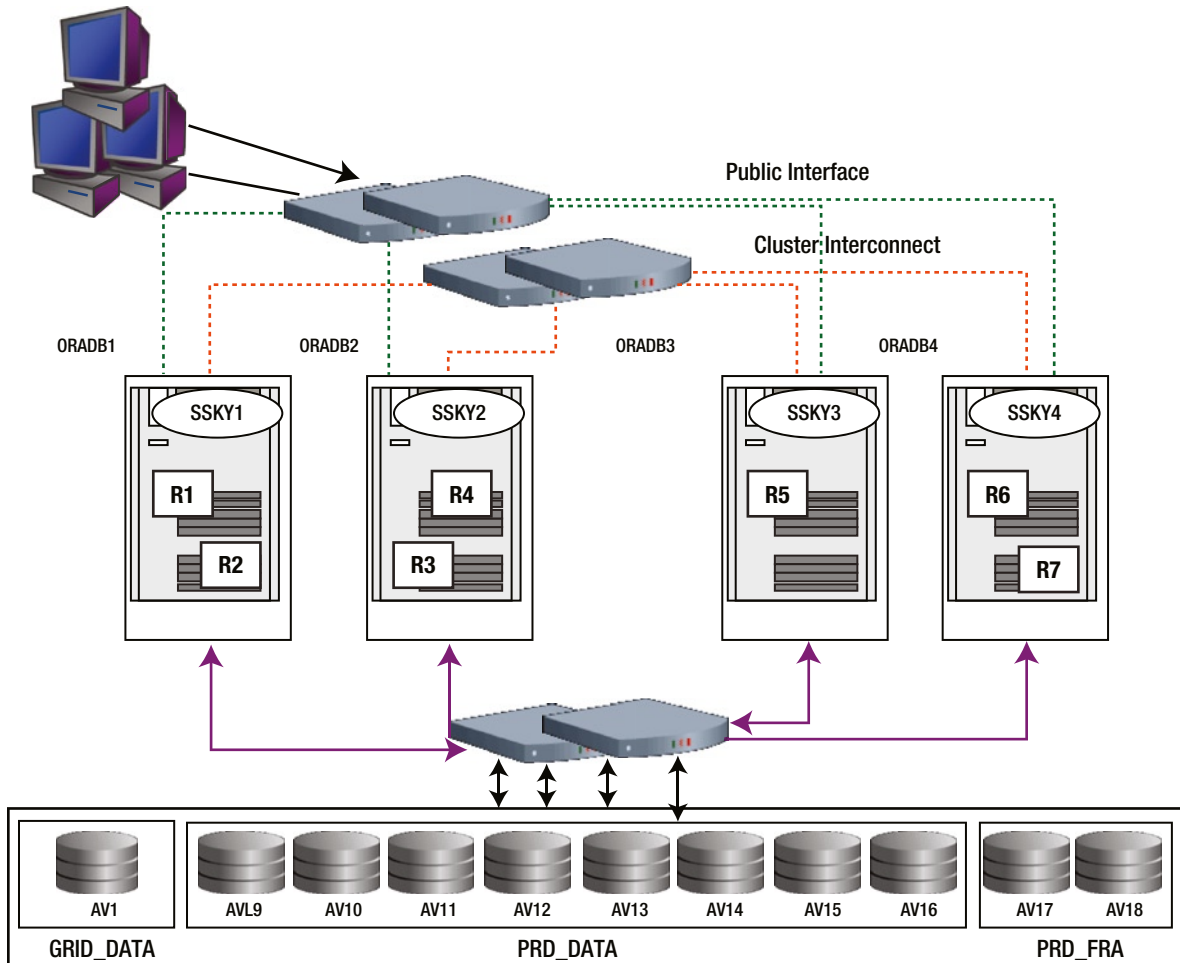 Public Interface
Cluster Interconnect
ORADB1
ORADB2
ORADB3
ORADB4
SSKY1
SSKY2
SSKY3
SSKY4
R1
R4
R5
R6
R2
R3
R7
AV1
AVL9
AV10
AV11
AV12
AV13
AV14
AV15
AV16
AV17
AV18
GRID_DATA
PRD_DATA
PRD_FRA